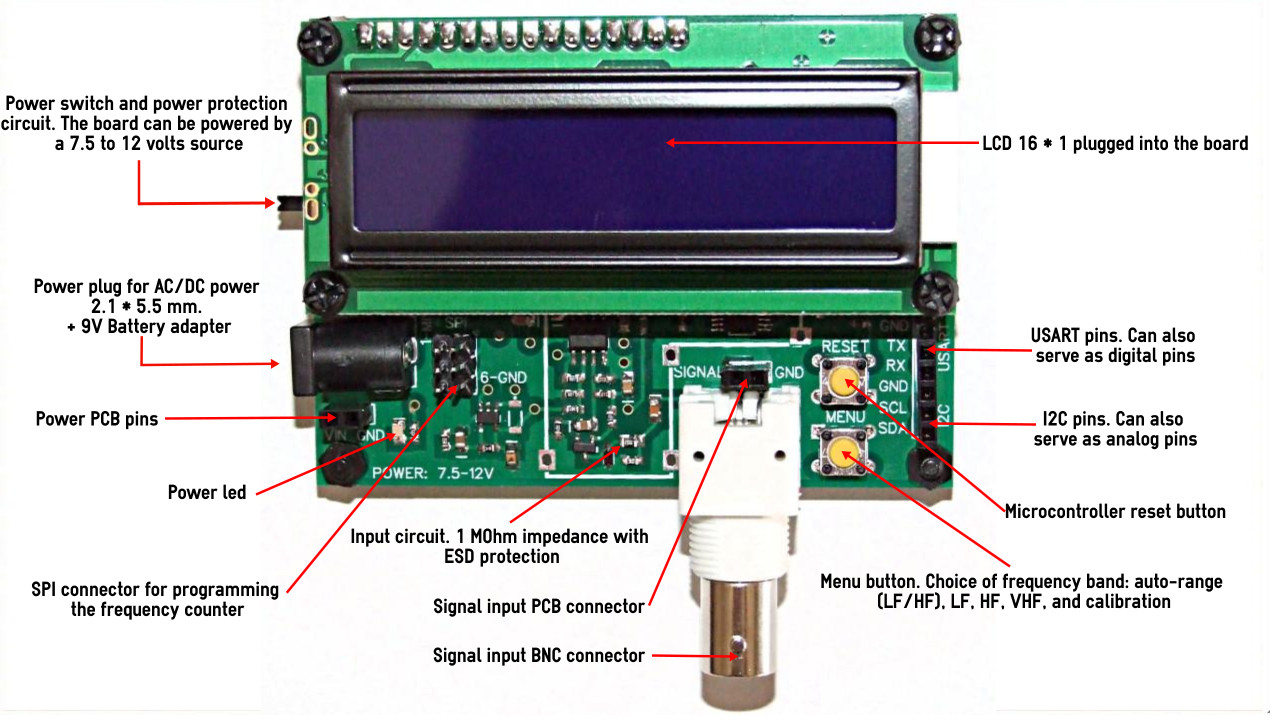 Power switch and power protection
circuit. The board can be powered by
a 7.5 to 12 volts source
LCD 16 * 1 plugged into the board
Power plug for AC/DC power
2.1 * 5.5 mm.
+ 9V Battery adapter
Power PCB pins
Power led
SPI connector for programming
the frequency counter
Input circuit. 1 MOhm impedance with
ESD protection
Signal input PCB connector
Signal input BNC connector
USART pins. Can also
serve as digital pins
I2C pins. Can also
serve as analog pins
Microcontroller reset button
Menu button. Choice of frequency band: auto-range
(LF/HF), LF, HF, VHF, and calibration
SPI
1
6-GND
GND
POWER: 7.5-12V
SIGNAL
GND
RESET
MENU
GND
TX
RX
GND
SCL
SDA
USART
I2C